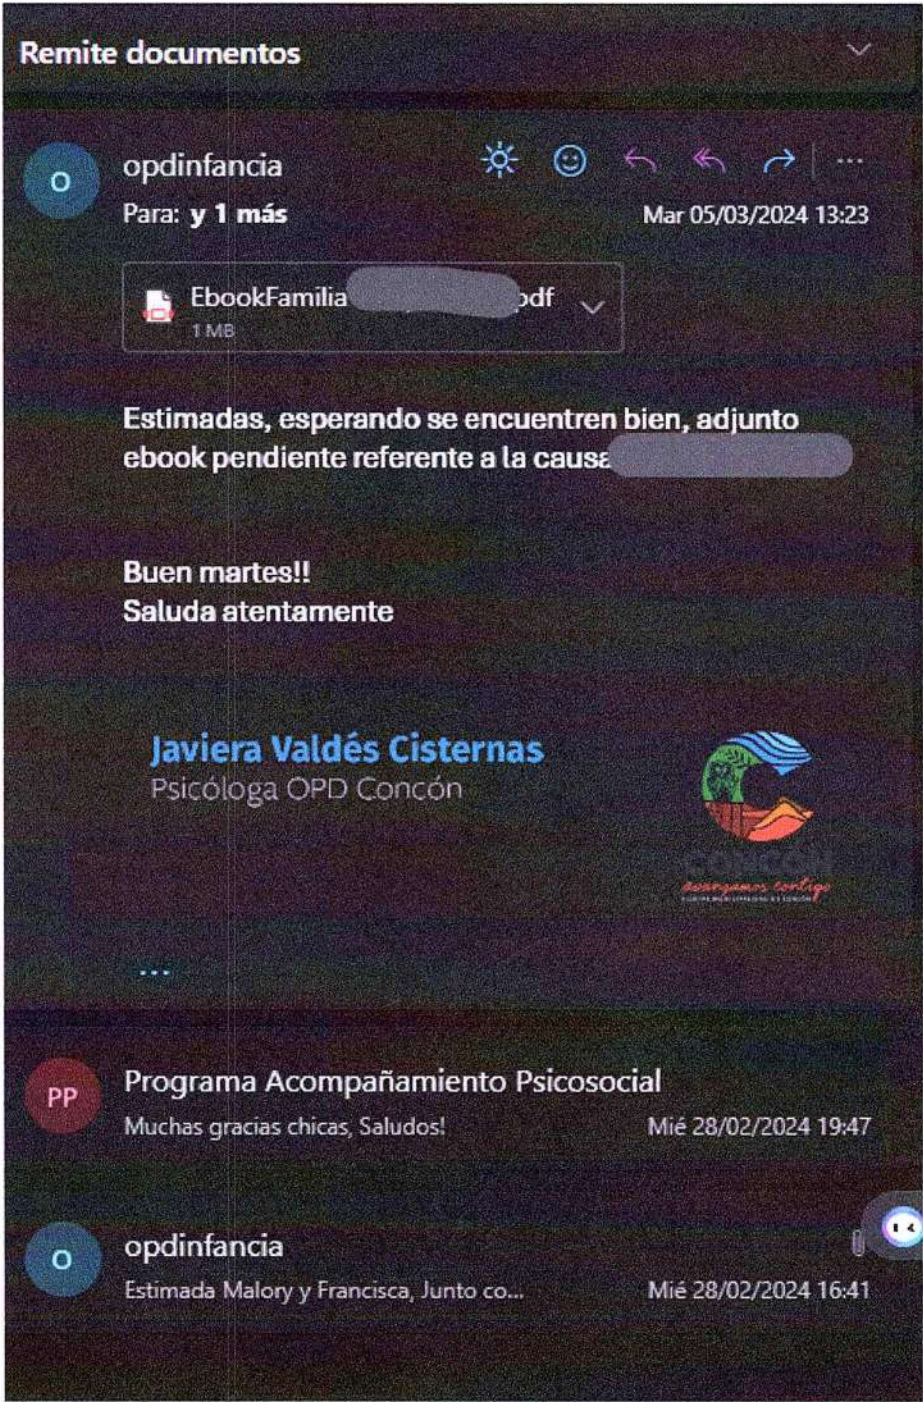 Remite documentos
O
opdinfancia
Para: y 1 más
Mar 05/03/2024 13:23
EbookFamilia
pdf
1 MB
Estimadas, esperando se encuentren bien, adjunto
ebook pendiente referente a la causa
Buen martes!!
Saluda atentamente
Javiera Valdés Cisternas
Psicóloga OPD Concón
CONCÓN
avanzamos contigo
...
PP
Programa Acompañamiento Psicosocial
Muchas gracias chicas, Saludos!
Mié 28/02/2024 19:47
O
opdinfancia
Estimada Malory y Francisca, Junto co...
Mié 28/02/2024 16:41